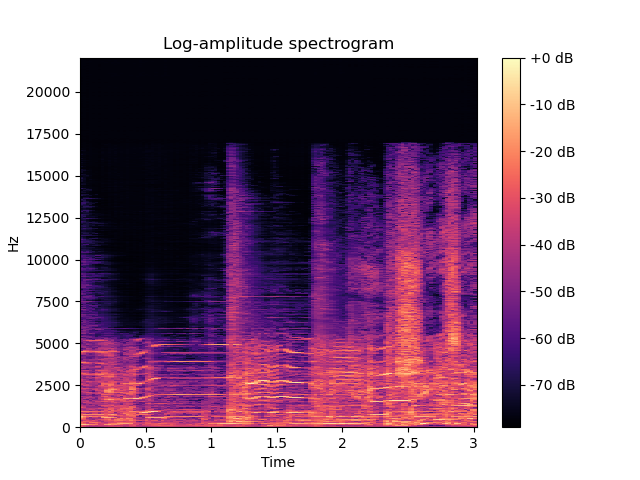 Log-amplitude spectrogram
Hz
20000
17500
15000
12500
10000
7500
5000
2500
0
0 0.5 1 1.5 2 2.5 3
Time
+0 dB
-10 dB
-20 dB
-30 dB
-40 dB
-50 dB
-60 dB
-70 dB